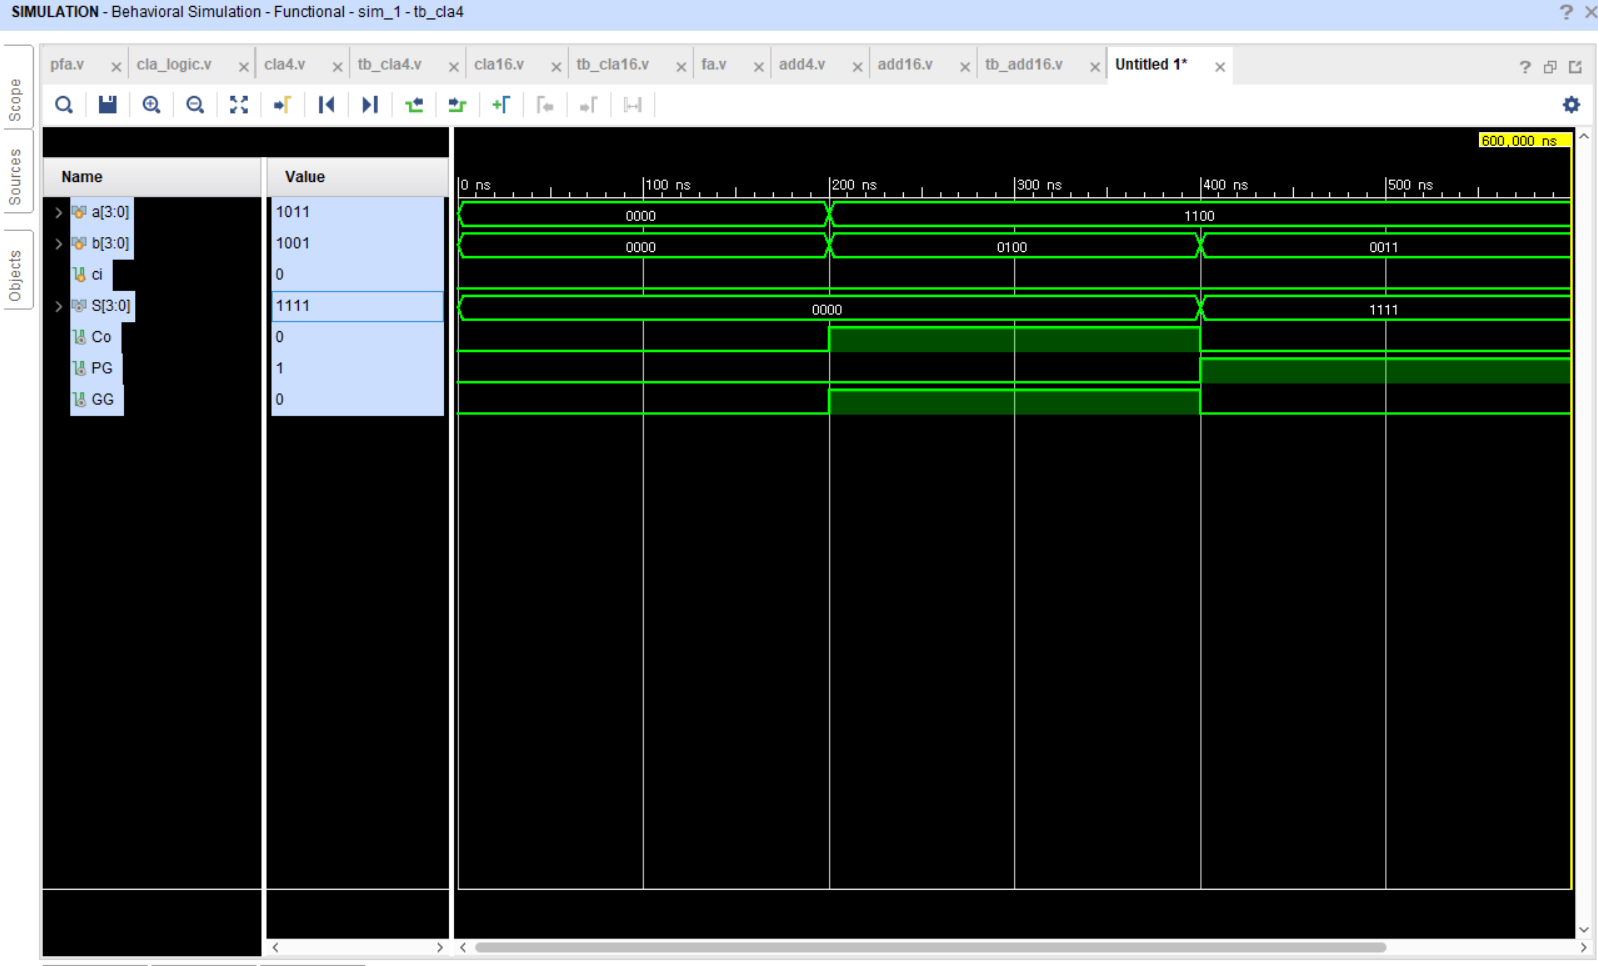 SIMULATION - Behavioral Simulation - Functional - sim_1 - tb_cla4
? ×
Scope
Sources
Objects
pfa.v × cla_logic.v × cla4.v × tb_cla4.v × cla16.v × tb_cla16.v × fa.v × add4.v × add16.v × tb_add16.v × Untitled 1* ×
?
600,000 ns
Name Value
0 ns 100 ns 200 ns 300 ns 400 ns 500 ns
a[3:0] 1011 0000 1100
b[3:0] 1001 0000 0100 0011
ci 0
S[3:0] 1111 0000 1111
Co 0
PG 1
GG 0